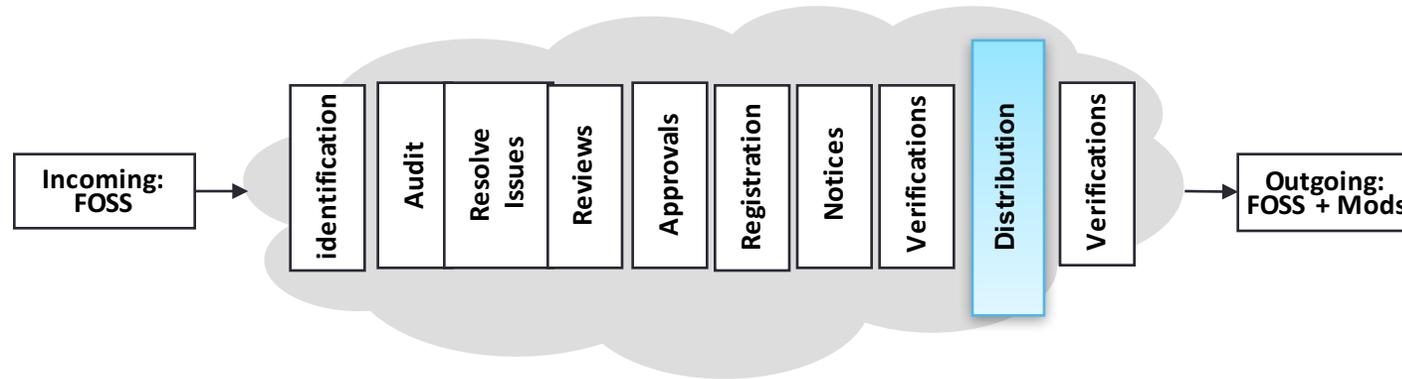 Incoming:
FOSS
identification
Audit
Resolve
Issues
Reviews
Approvals
Registration
Notices
Verifications
Distribution
Verifications
Outgoing:
FOSS + Mods